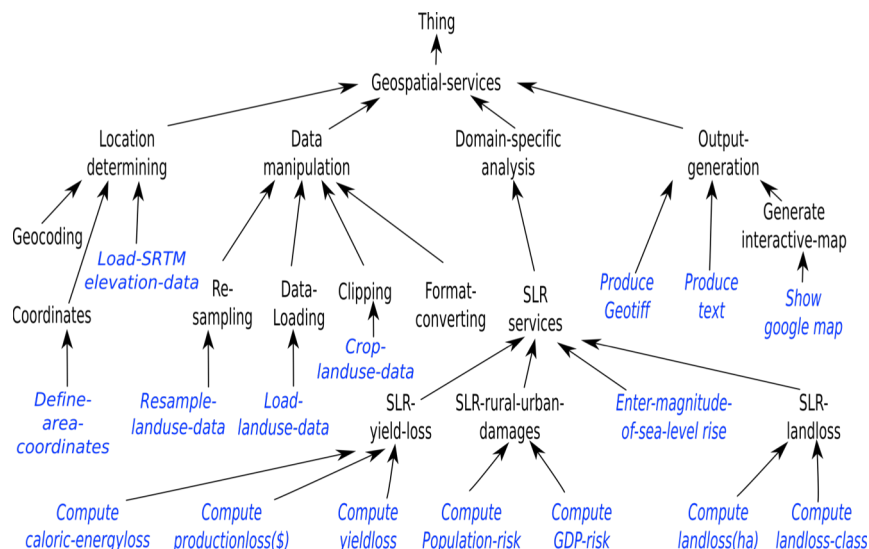 Thing
Geospatial-services
Location
determining
Data
manipulation
Domain-specific
analysis
Output-
generation
Geocoding
Load-SRTM
elevation-data
Generate
interactive-map
Coordinates
Re-
sampling
Data-
Loading
Clipping
Format-
converting
SLR
services
Produce
Geotiff
Produce
text
Show
google map
Crop-
landuse-data
Define-
area-
coordinates
Resample-
landuse-data
Load-
landuse-data
SLR-
yield-loss
SLR-rural-urban-
damages
Enter-magnitude-
of-sea-level rise
SLR-
landloss
Compute
caloric-energyloss
Compute
productionloss($)
Compute
yieldloss
Compute
Population-risk
Compute
GDP-risk
Compute
landloss(ha)
Compute
landloss-class